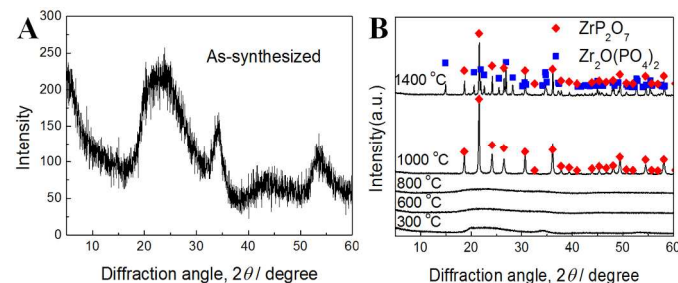 A
As-synthesized
300
250
200
150
100
50
0
10 20 30 40 50 60
Intensity
Diffraction angle, 2θ / degree
B
ZrP₂O₇
Zr₂O(PO₄)₂
1400 °C
1000 °C
800 °C
600 °C
300 °C
10 20 30 40 50 60
Intensity(a.u.)
Diffraction angle, 2θ / degree